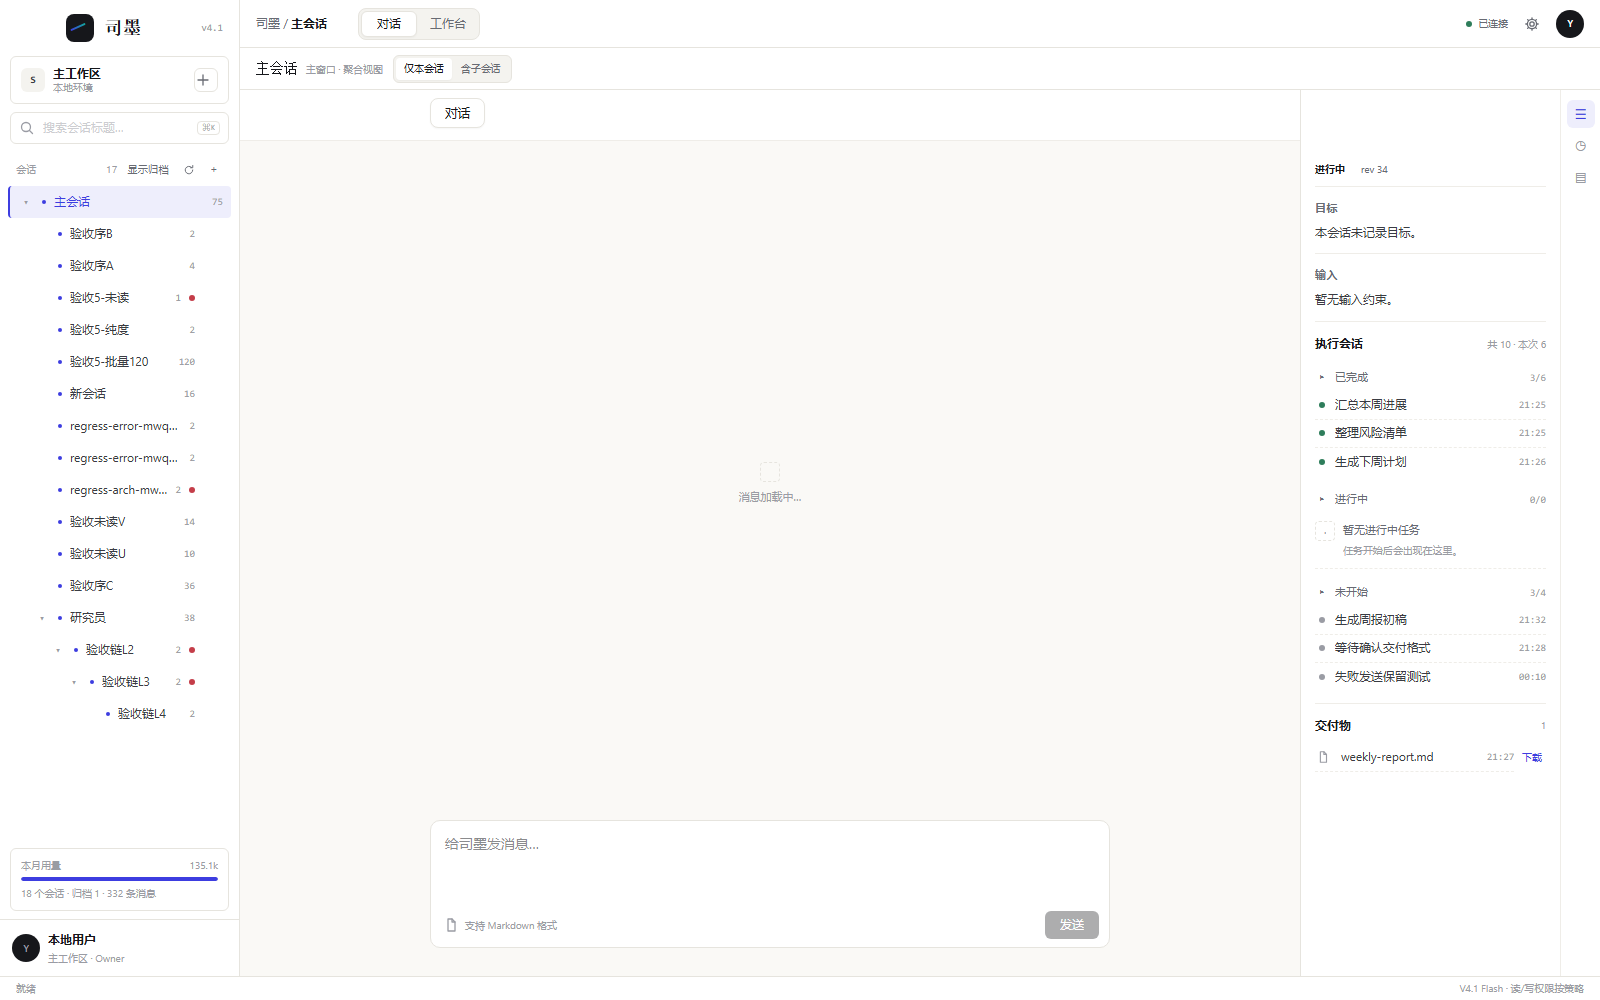 司墨
v4.1
S
主工作区
本地环境
搜索会话标题...
⌘K
会话
17
显示归档
主会话
75
验收序B
2
验收序A
4
验收5-未读
1
验收5-纯度
2
验收5-批量120
120
新会话
16
regress-error-mwq...
2
regress-error-mwq...
2
regress-arch-mw...
2
验收未读V
14
验收未读U
10
验收序C
36
研究员
38
验收链L2
2
验收链L3
2
验收链L4
2
本月用量
135.1k
18 个会话 · 归档 1 · 332 条消息
Y
本地用户
主工作区 · Owner
就绪
司墨 / 主会话
对话
工作台
已连接
Y
主会话
主窗口 · 聚合视图
仅本会话
含子会话
对话
消息加载中...
给司墨发消息...
支持 Markdown 格式
发送
进行中
rev 34
目标
本会话未记录目标。
输入
暂无输入约束。
执行会话
共 10 · 本次 6
已完成
3/6
汇总本周进展
21:25
整理风险清单
21:25
生成下周计划
21:26
进行中
0/0
暂无进行中任务
任务开始后会出现在这里。
未开始
3/4
生成周报初稿
21:32
等待确认交付格式
21:28
失败发送保留测试
00:10
交付物
1
weekly-report.md
21:27
下载
V4.1 Flash · 读/写权限按策略